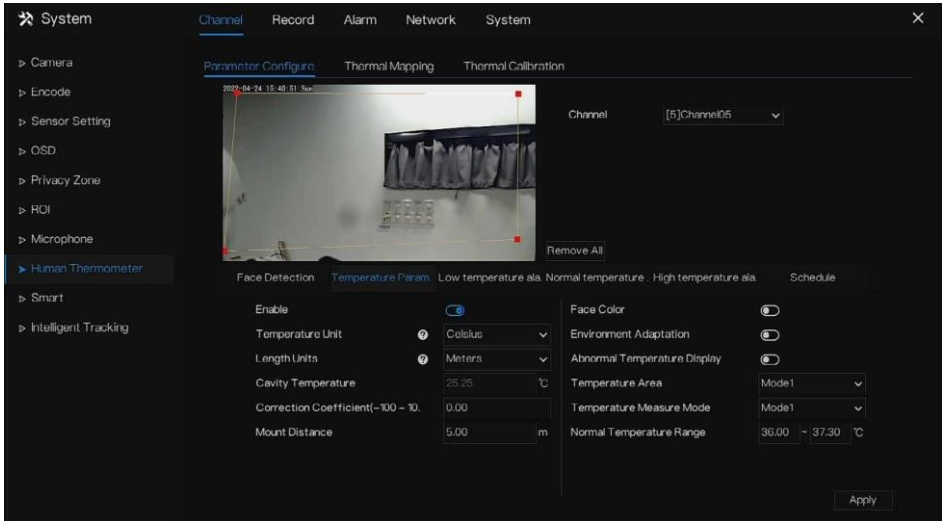 System
Channel Record Alarm Network System
Camera
Encode
Sensor Setting
OSD
Privacy Zone
ROI
Microphone
Human Thermometer
Smart
Intelligent Tracking
Parameter Configure Thermal Mapping Thermal Calibration
2022-04-24 15:40:51 Sun
Channel [5]Channel05
Remove All
Face Detection Temperature Param. Low temperature ala. Normal temperature . High temperature ala. Schedule
Enable
Temperature Unit Celsius
Length Units Meters
Cavity Temperature 25.25 ℃
Correction Coefficient(-100 ~ 10. 0.00
Mount Distance 5.00 m
Face Color
Environment Adaptation
Abnormal Temperature Display
Temperature Area Mode1
Temperature Measure Mode Mode1
Normal Temperature Range 36.00 ~ 37.30 ℃
Apply